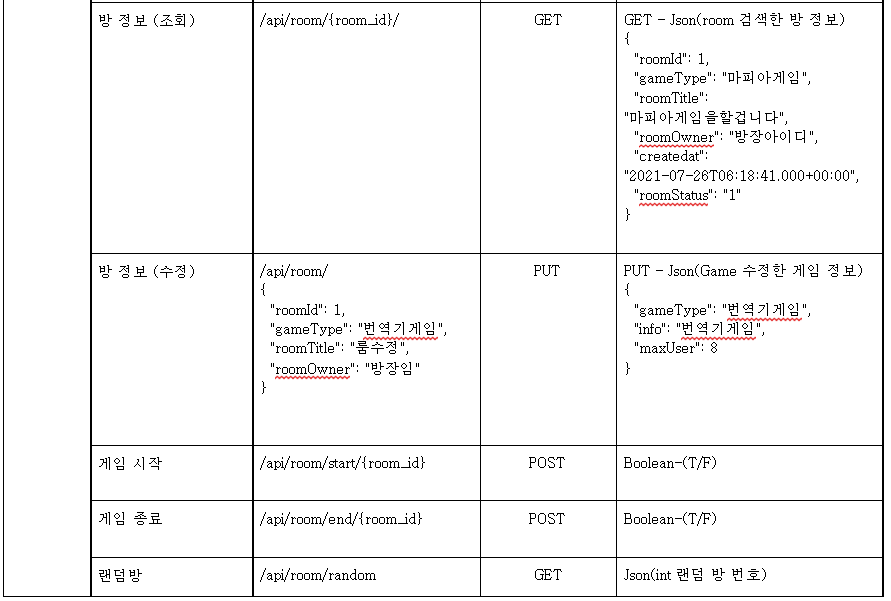 방 정보 (조회)
/api/room/{room_id}/
GET
GET - Json(room 검색한 방 정보)
{
"roomId": 1,
"gameType": "마피아게임",
"roomTitle":
"마피아게임을할겁니다",
"roomOwner": "방장아이디",
"createdat":
"2021-07-26T06:18:41.000+00:00",
"roomStatus": "1"
}
방 정보 (수정)
/api/room/
{
"roomId": 1,
"gameType": "번역기게임",
"roomTitle": "룸수정",
"roomOwner": "방장임"
}
PUT
PUT - Json(Game 수정한 게임 정보)
{
"gameType": "번역기게임",
"info": "번역기게임",
"maxUser": 8
}
게임 시작
/api/room/start/{room_id}
POST
Boolean-(T/F)
게임 종료
/api/room/end/{room_id}
POST
Boolean-(T/F)
랜덤방
/api/room/random
GET
Json(int 랜덤 방 번호)